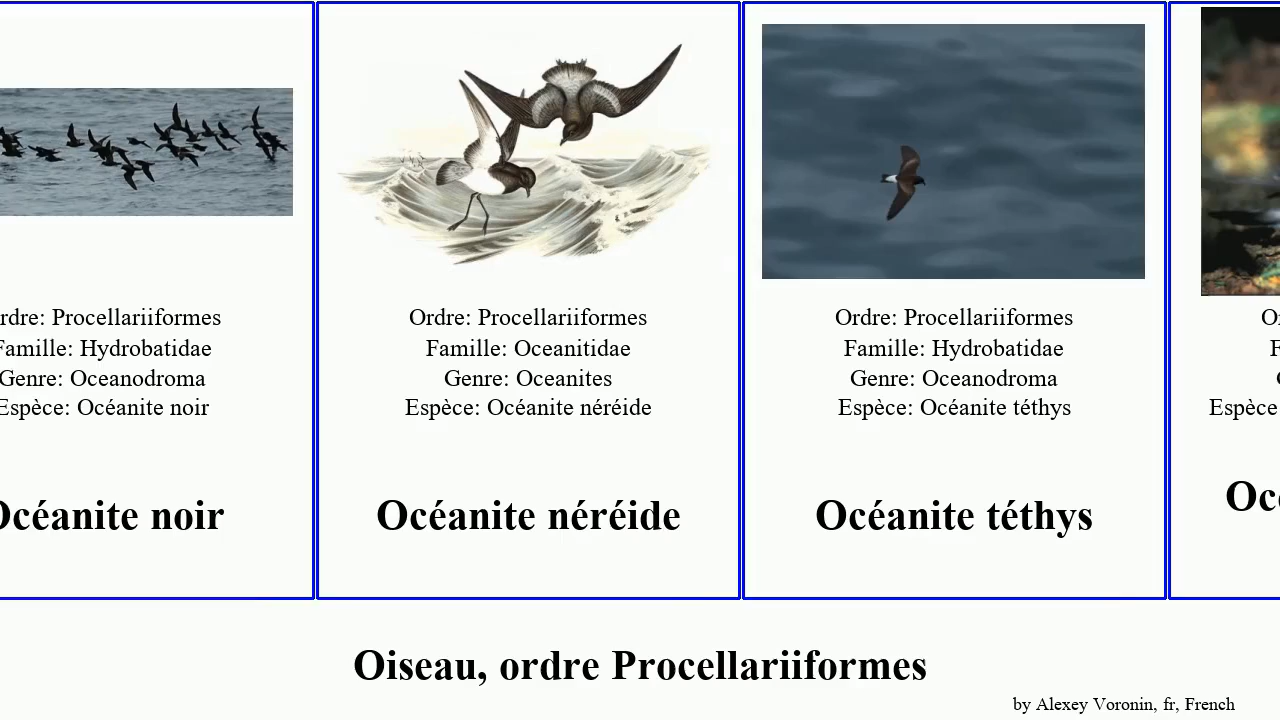 rdre: Procellariiformes
Famille: Hydrobatidae
Genre: Oceanodroma
Espèce: Océanite noir
Océanite noir
Ordre: Procellariiformes
Famille: Oceanitidae
Genre: Oceanites
Espèce: Océanite néréide
Océanite néréide
Ordre: Procellariiformes
Famille: Hydrobatidae
Genre: Oceanodroma
Espèce: Océanite téthys
Océanite téthys
Espèce
Oiseau, ordre Procellariiformes
by Alexey Voronin, fr, French